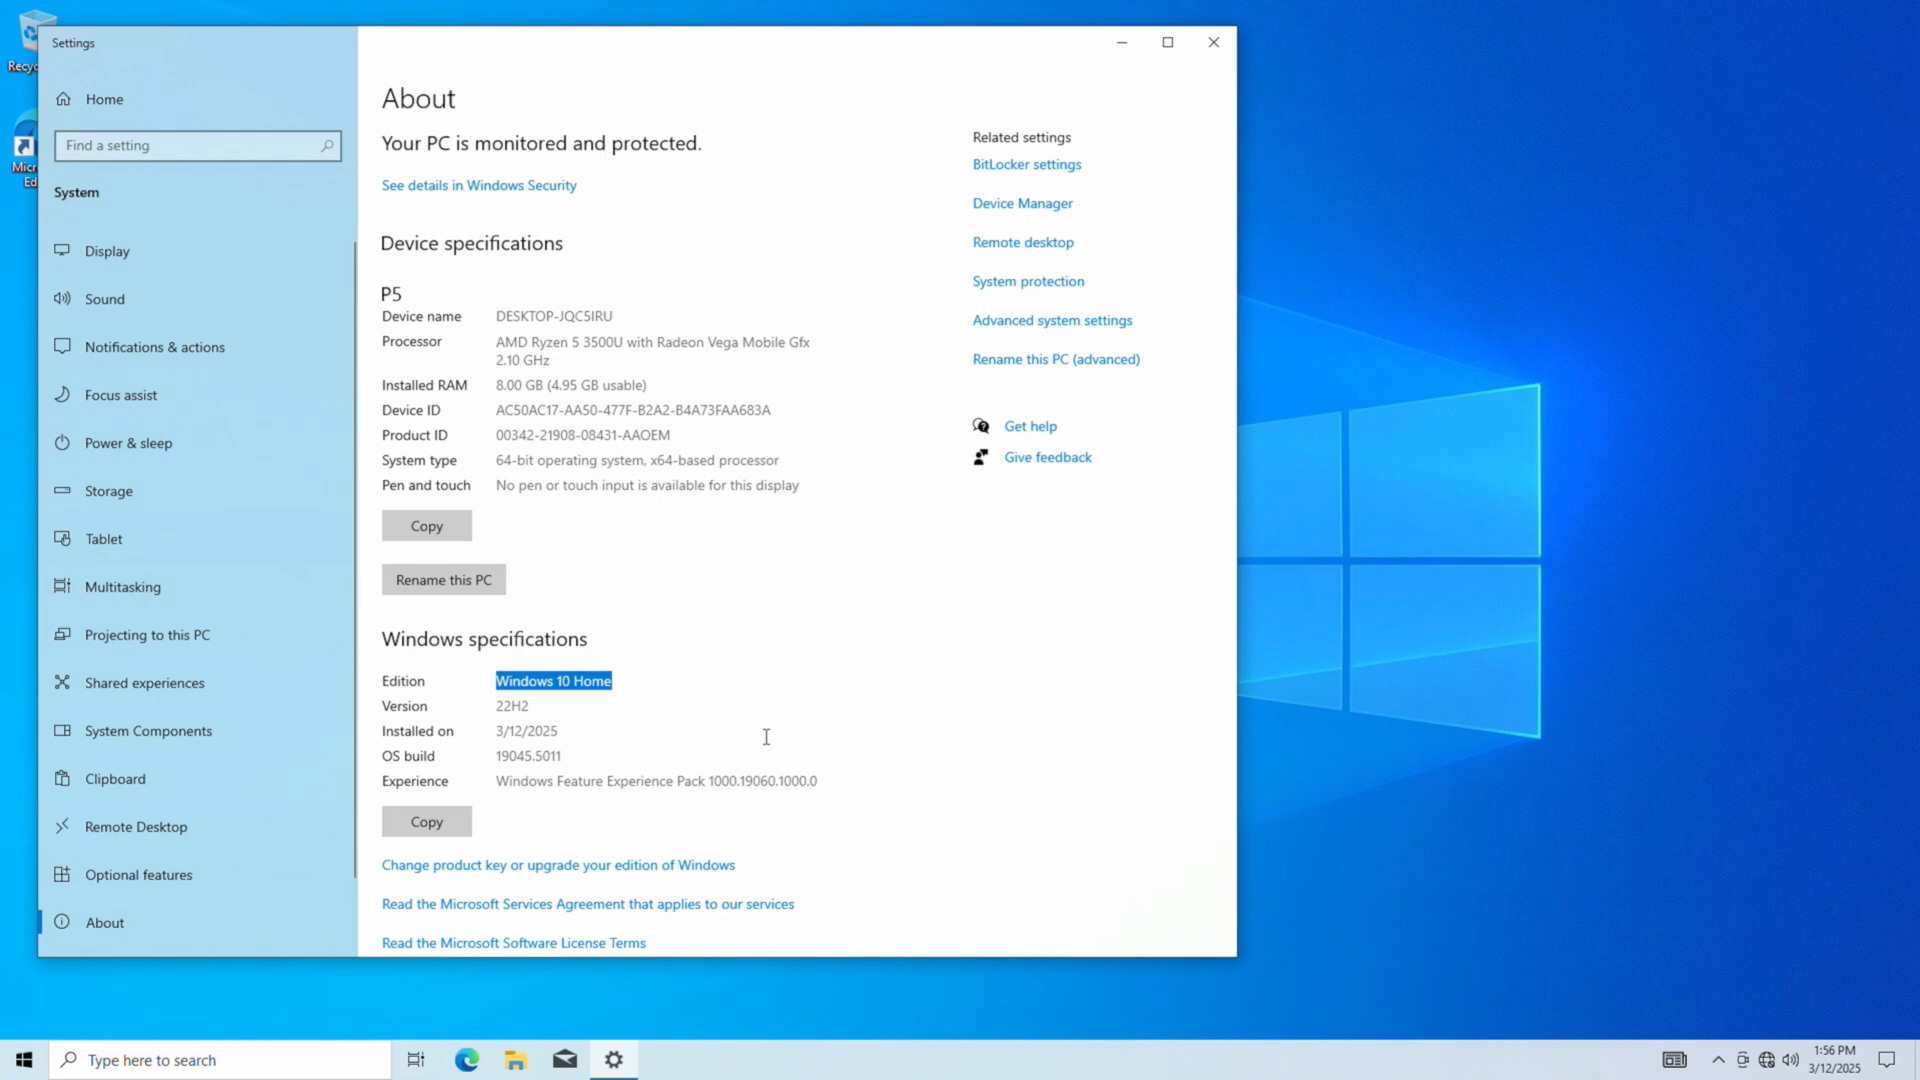 Recyc
Micr
Ed
Settings
Home
Find a setting
System
Display
Sound
Notifications & actions
Focus assist
Power & sleep
Storage
Tablet
Multitasking
Projecting to this PC
Shared experiences
System Components
Clipboard
Remote Desktop
Optional features
About
About
Your PC is monitored and protected.
See details in Windows Security
Device specifications
P5
Device name DESKTOP-JQC5IRU
Processor AMD Ryzen 5 3500U with Radeon Vega Mobile Gfx
2.10 GHz
Installed RAM 8.00 GB (4.95 GB usable)
Device ID AC50AC17-AA50-477F-B2A2-B4A73FAA683A
Product ID 00342-21908-08431-AAOEM
System type 64-bit operating system, x64-based processor
Pen and touch No pen or touch input is available for this display
Copy
Rename this PC
Windows specifications
Edition Windows 10 Home
Version 22H2
Installed on 3/12/2025
OS build 19045.5011
Experience Windows Feature Experience Pack 1000.19060.1000.0
Copy
Change product key or upgrade your edition of Windows
Read the Microsoft Services Agreement that applies to our services
Read the Microsoft Software License Terms
Related settings
BitLocker settings
Device Manager
Remote desktop
System protection
Advanced system settings
Rename this PC (advanced)
Get help
Give feedback
Type here to search
1:56 PM
3/12/2025